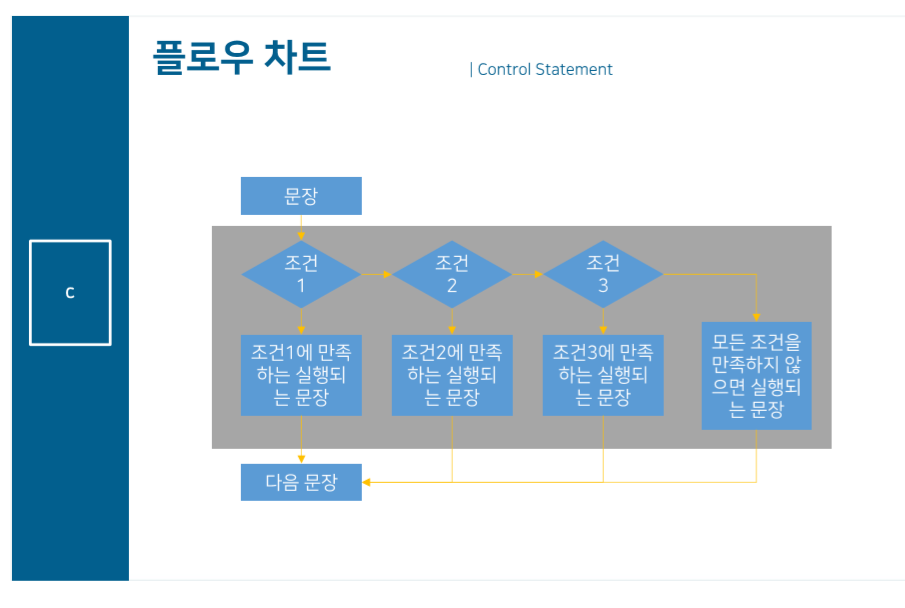 플로우 차트
| Control Statement
C
문장
조건
1
조건
2
조건
3
조건1에 만족
하는 실행되
는 문장
조건2에 만족
하는 실행되
는 문장
조건3에 만족
하는 실행되
는 문장
모든 조건을
만족하지 않
으면 실행되
는 문장
다음 문장